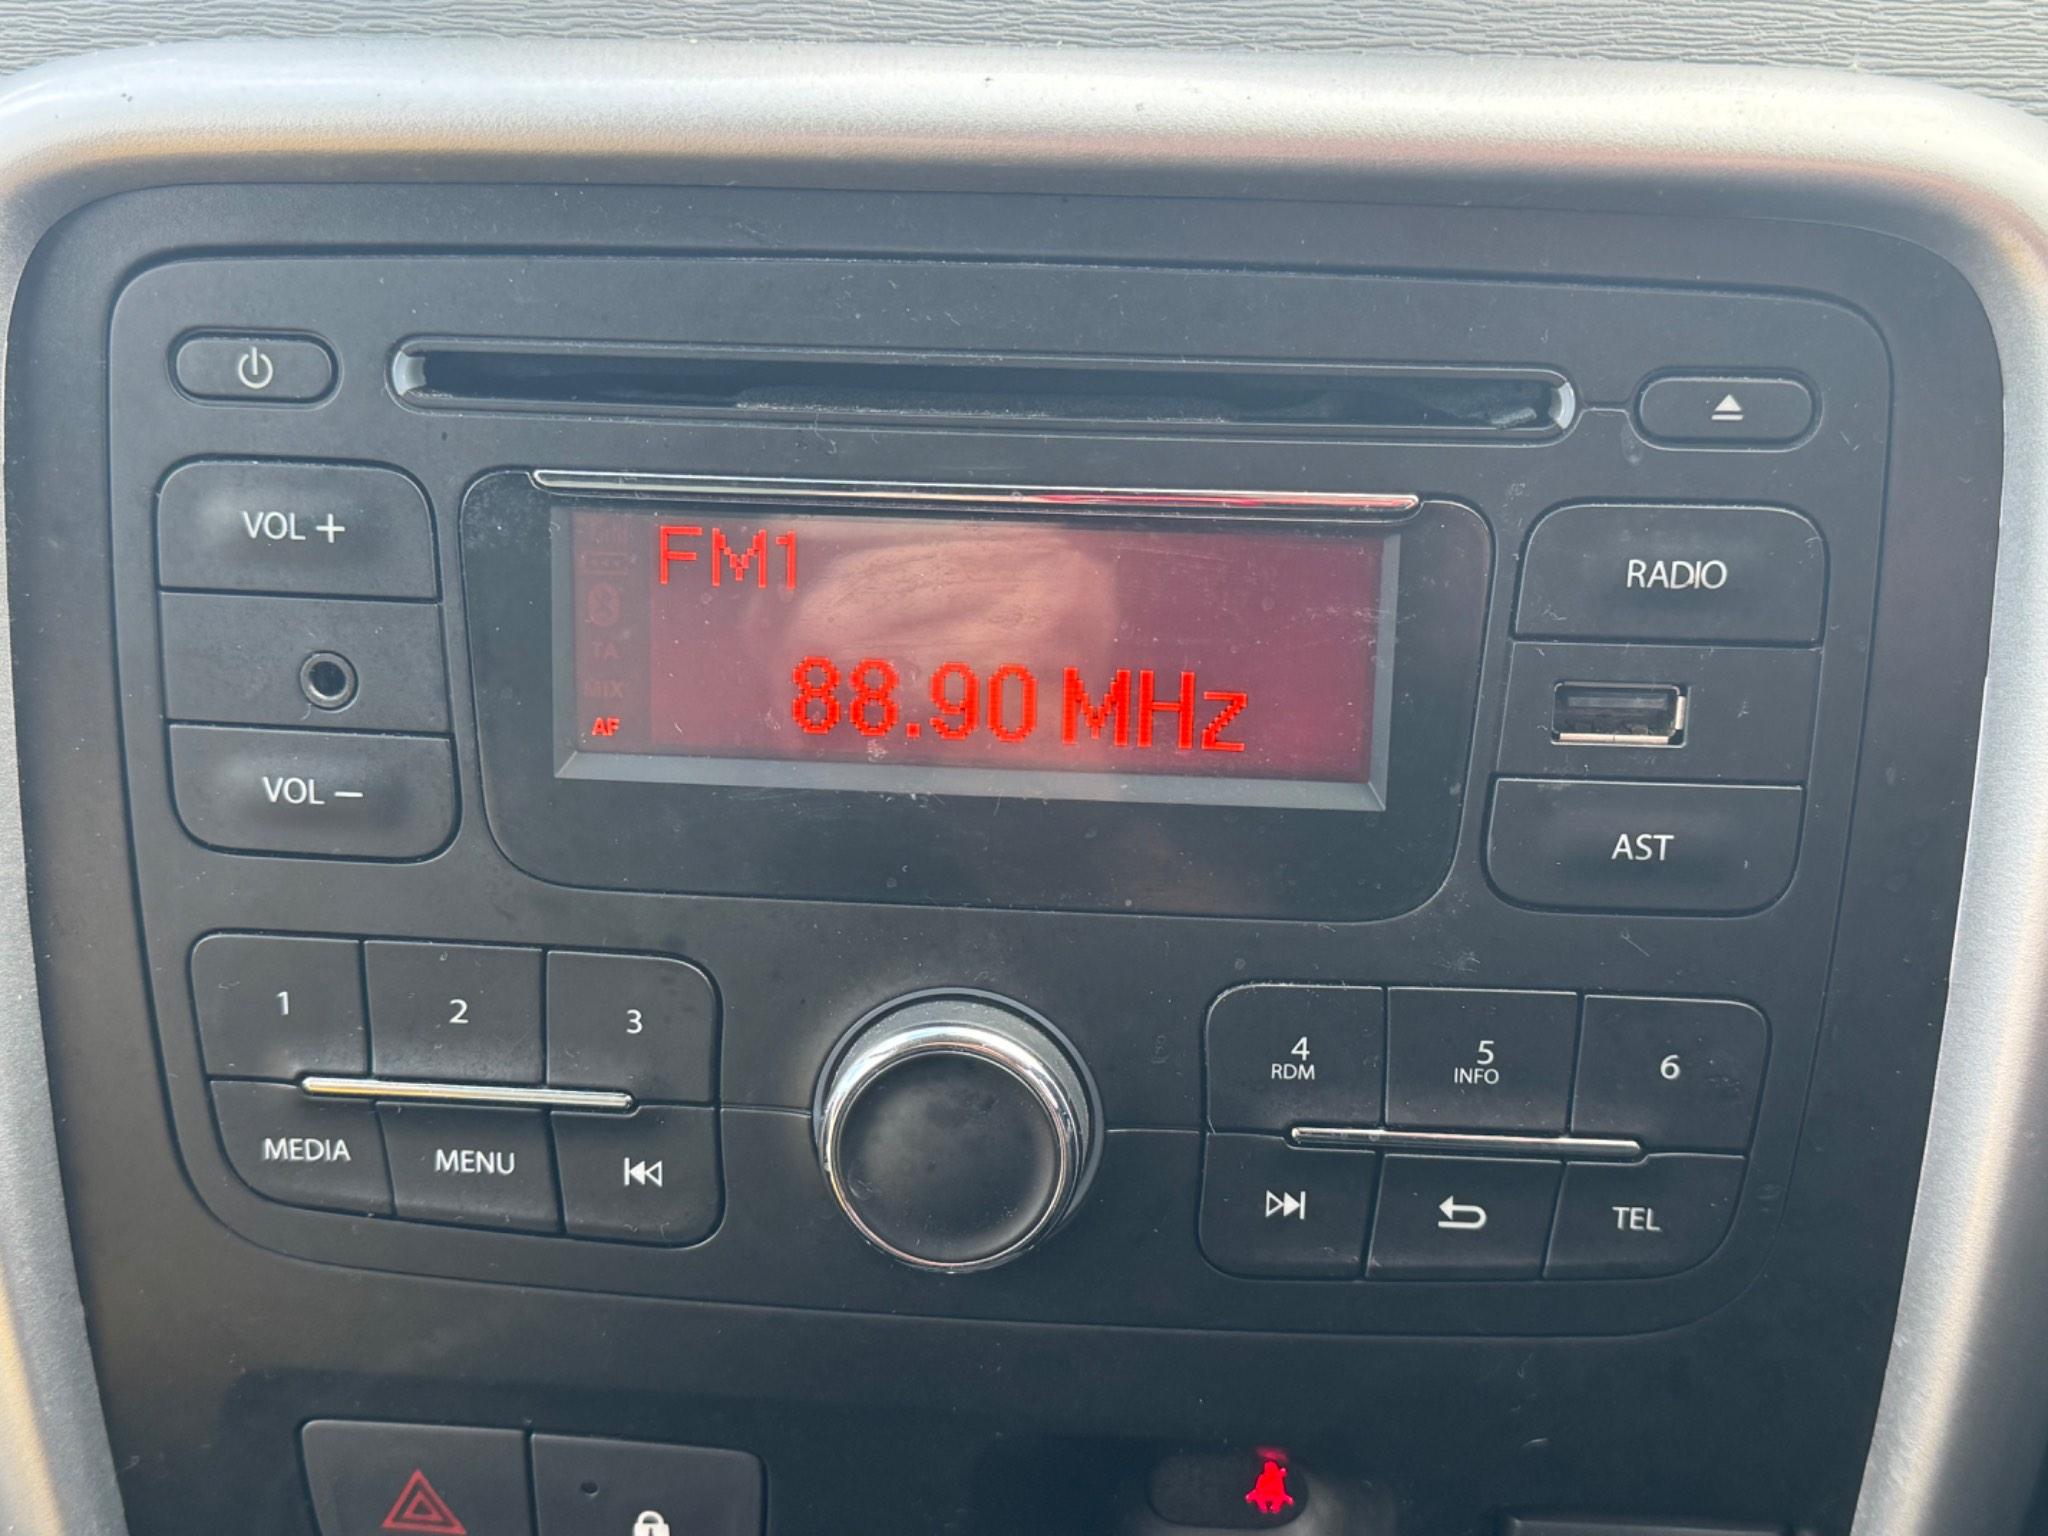 VOL +
FM1
RADIO
TA
MIX
AF
88.90 MHz
VOL –
AST
1
2
3
4
RDM
5
INFO
6
MEDIA
MENU
TEL